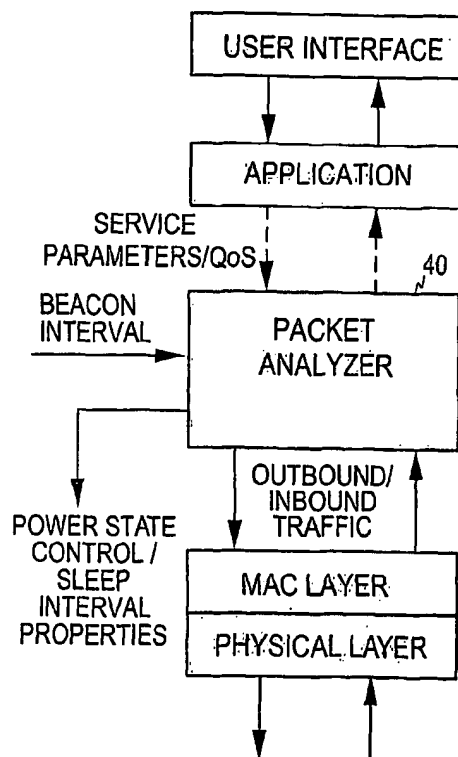 USER INTERFACE
APPLICATION
SERVICE
PARAMETERS/QoS
40
BEACON
INTERVAL
PACKET
ANALYZER
OUTBOUND/
INBOUND
TRAFFIC
POWER STATE
CONTROL /
SLEEP
INTERVAL
PROPERTIES
MAC LAYER
PHYSICAL LAYER